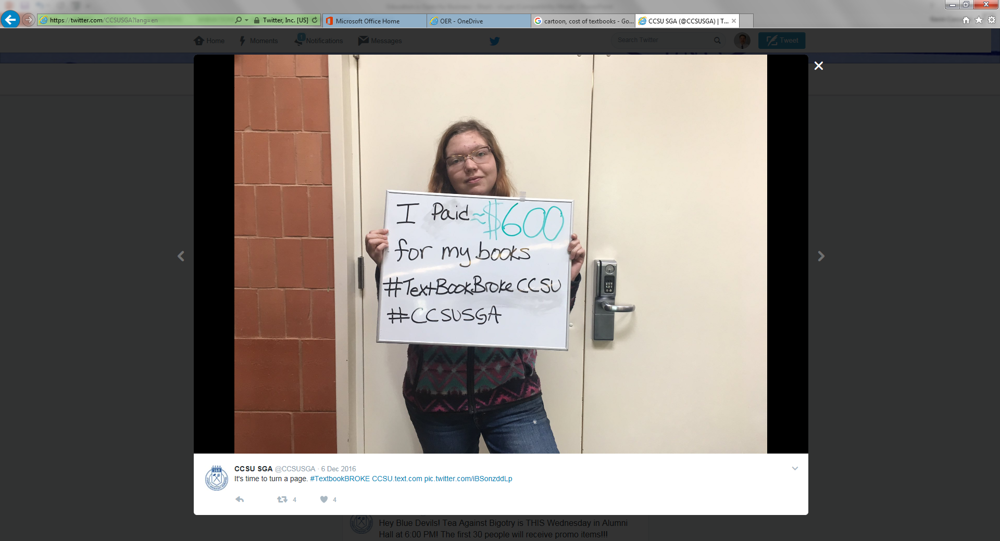 https://twitter.com/CCSUSGA?lang=en
Twitter, Inc. [US]
Microsoft Office Home
OER - OneDrive
cartoon, cost of textbooks - Go...
CCSU SGA (@CCSUSGA) | T...
Home
Moments
1
Notifications
Messages
Search Twitter
Tweet
I Paid ≈$600
for my books
#TextBookBrokeCCSU
#CCSUSGA
CCSU SGA @CCSUSGA · 6 Dec 2016
It's time to turn a page. #TextbookBROKE CCSU.text.com pic.twitter.com/iBSonzddLp
4
4
Hey Blue Devils! Tea Against Bigotry is THIS Wednesday in Alumni
Hall at 6:00 PM! The first 30 people will receive promo items!!!